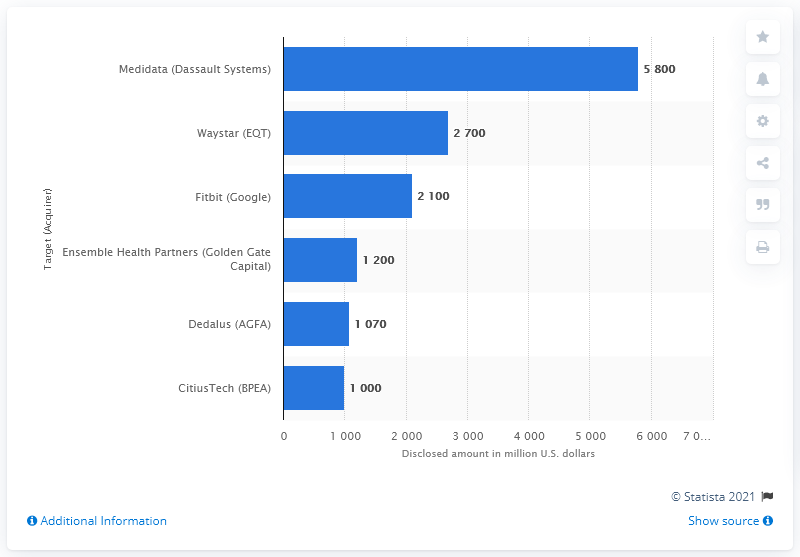 Medidata (Dassault Systems)
5 800
Waystar (EQT)
2 700
Fitbit (Google)
2 100
Ensemble Health Partners (Golden Gate
Capital)
1 200
Dedalus (AGFA)
1 070
CitiusTech (BPEA)
1 000
Target (Acquirer)
0 1 000 2 000 3 000 4 000 5 000 6 000 7 0...
Disclosed amount in million U.S. dollars
© Statista 2021
Additional Information
Show source